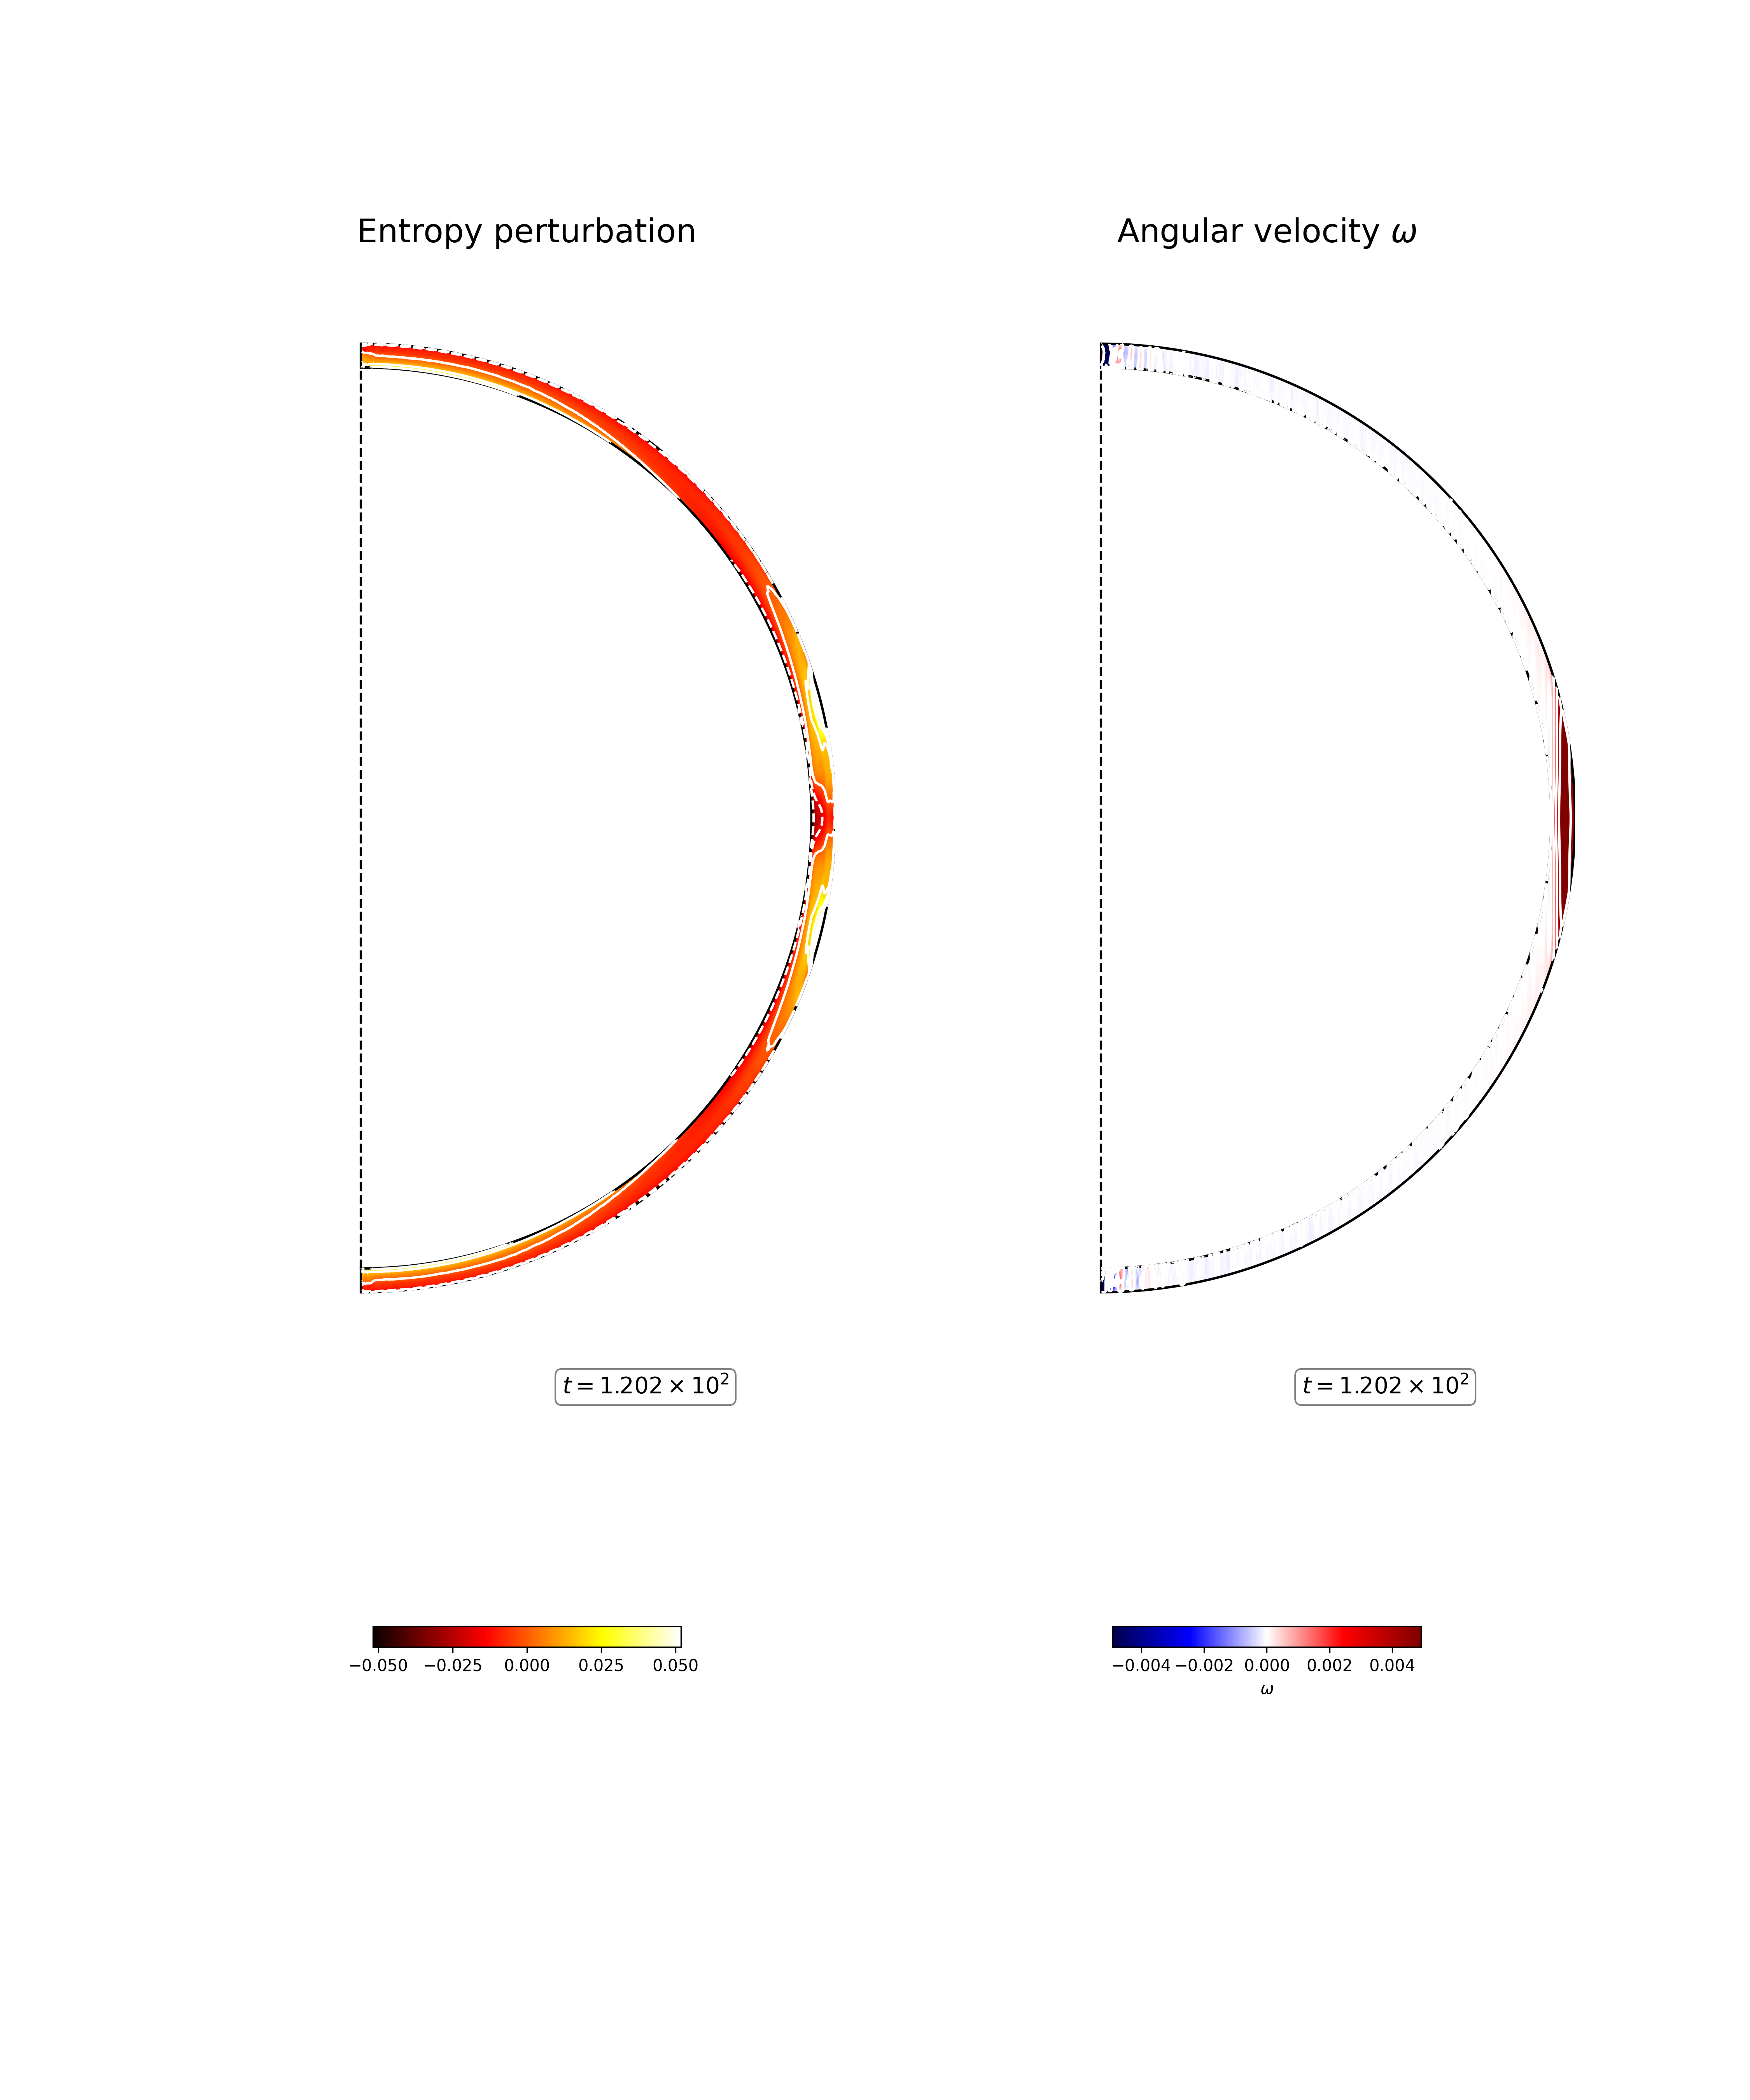 Entropy perturbation
Angular velocity ω
t = 1.202 × 10²
t = 1.202 × 10²
−0.050 −0.025 0.000 0.025 0.050
−0.004 −0.002 0.000 0.002 0.004
ω